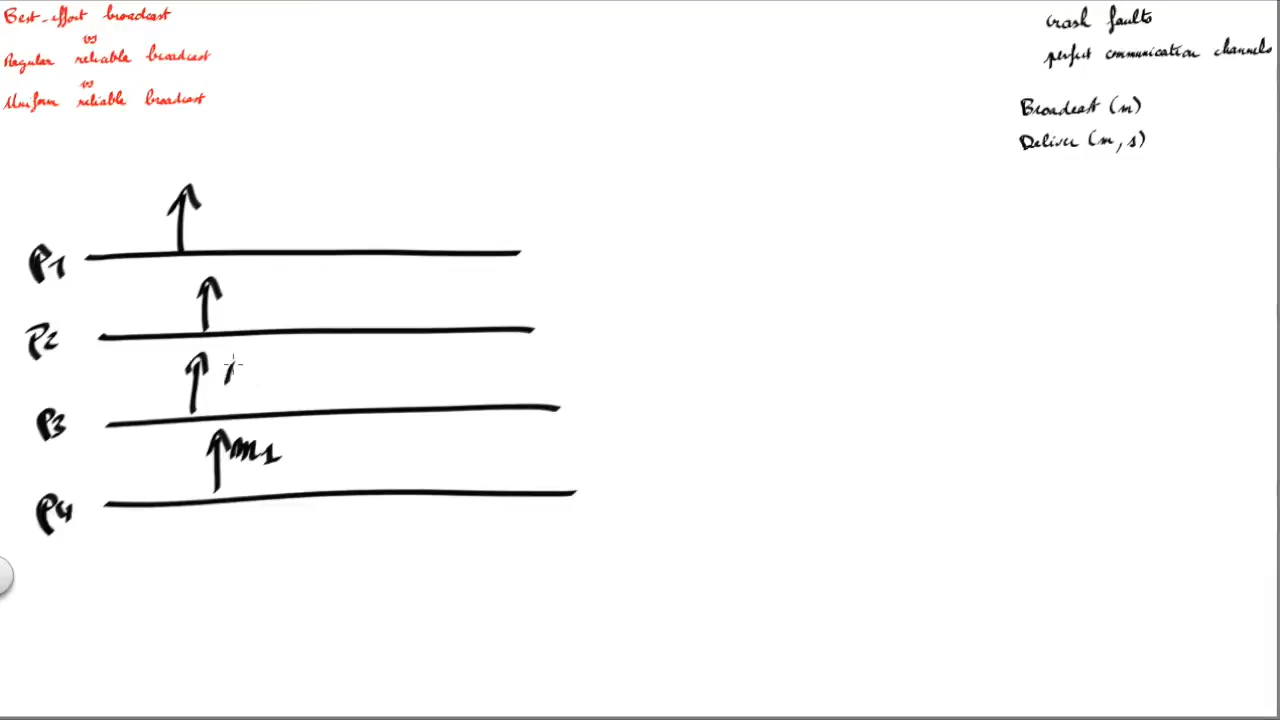 Best-effort broadcast
vs
Regular reliable broadcast
vs
Uniform reliable broadcast
crash faults
perfect communication channels
Broadcast (m)
Deliver (m, s)
P1
P2
P3
m1
P4